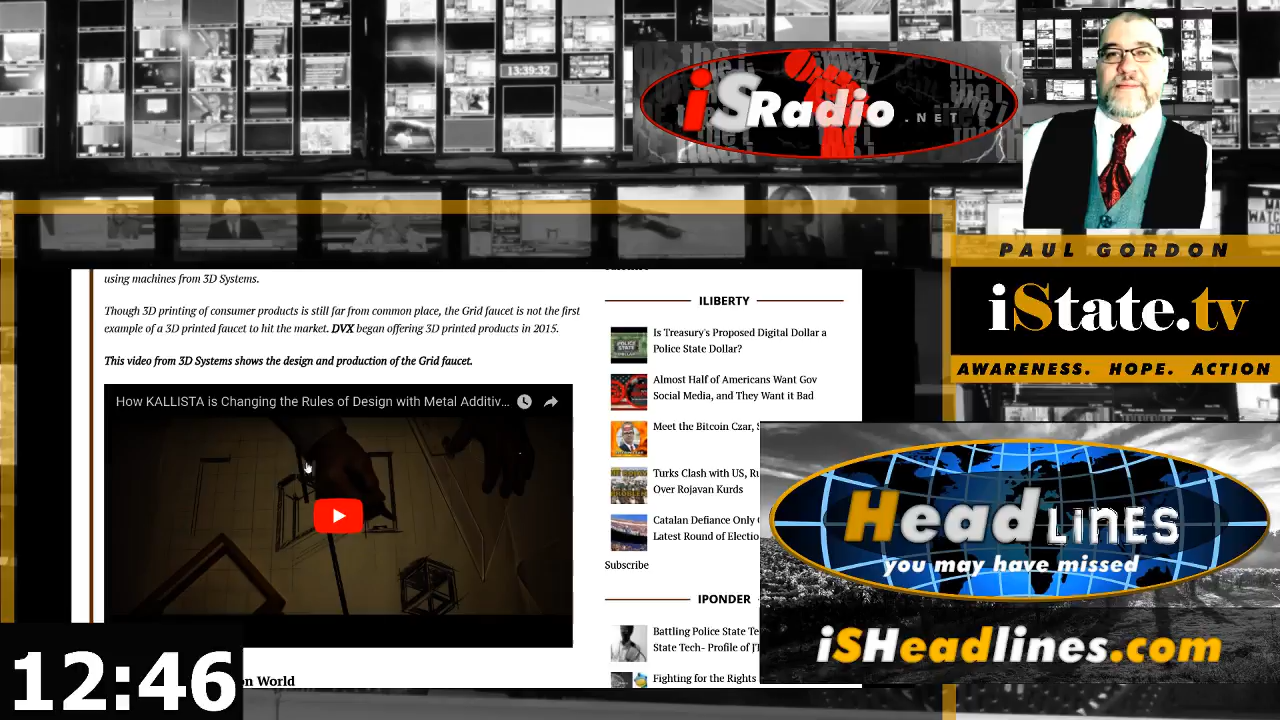 13:39:32
iSRadio
.NET
PAUL GORDON
iState.tv
AWARENESS. HOPE. ACTION
using machines from 3D Systems.
Though 3D printing of consumer products is still far from common place, the Grid faucet is not the first
example of a 3D printed faucet to hit the market. DVX began offering 3D printed products in 2015.
This video from 3D Systems shows the design and production of the Grid faucet.
How KALLISTA is Changing the Rules of Design with Metal Additiv...
on World
ILIBERTY
Is Treasury's Proposed Digital Dollar a
Police State Dollar?
Almost Half of Americans Want Gov
Social Media, and They Want it Bad
Meet the Bitcoin Czar,
Turks Clash with US,
Over Rojavan Kurds
Catalan Defiance Only
Latest Round of Electio
Subscribe
IPONDER
Battling Police State Te
State Tech- Profile of
Fighting for the Rights
HeadLINES
you may have missed
iSHeadlines.com
12:46